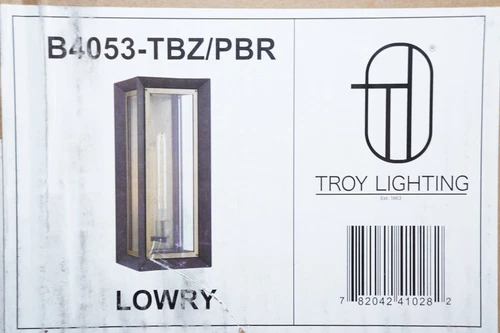 B4053-TBZ/PBR
LOWRY
®
TROY LIGHTING
Est. 1963
7 82042 41028 2